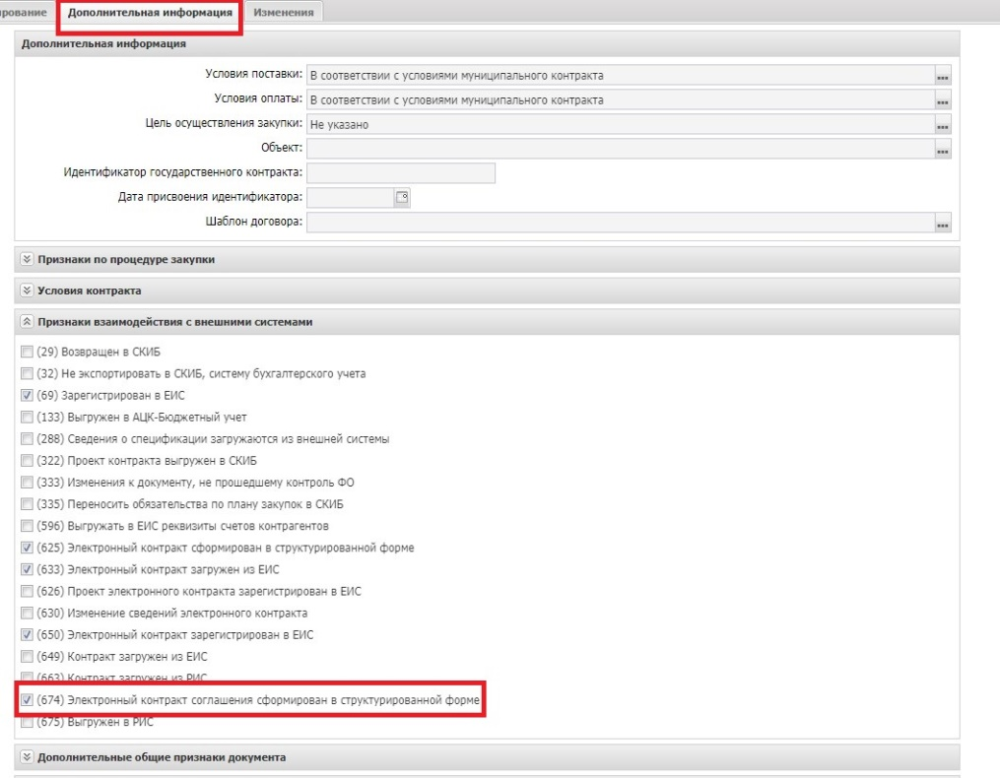 рование Дополнительная информация Изменения
Дополнительная информация
Условия поставки: В соответствии с условиями муниципального контракта ...
Условия оплаты: В соответствии с условиями муниципального контракта ...
Цель осуществления закупки: Не указано ...
Объект: ...
Идентификатор государственного контракта:
Дата присвоения идентификатора:
Шаблон договора: ...
Признаки по процедуре закупки
Условия контракта
Признаки взаимодействия с внешними системами
(29) Возвращен в СКИБ
(32) Не экспортировать в СКИБ, систему бухгалтерского учета
(69) Зарегистрирован в ЕИС
(133) Выгружен в АЦК-Бюджетный учет
(288) Сведения о спецификации загружаются из внешней системы
(322) Проект контракта выгружен в СКИБ
(333) Изменения к документу, не прошедшему контроль ФО
(335) Переносить обязательства по плану закупок в СКИБ
(596) Выгружать в ЕИС реквизиты счетов контрагентов
(625) Электронный контракт сформирован в структурированной форме
(633) Электронный контракт загружен из ЕИС
(626) Проект электронного контракта зарегистрирован в ЕИС
(630) Изменение сведений электронного контракта
(650) Электронный контракт зарегистрирован в ЕИС
(649) Контракт загружен из ЕИС
(663) Контракт загружен из РИС
(674) Электронный контракт соглашения сформирован в структурированной форме
(675) Выгружен в РИС
Дополнительные общие признаки документа